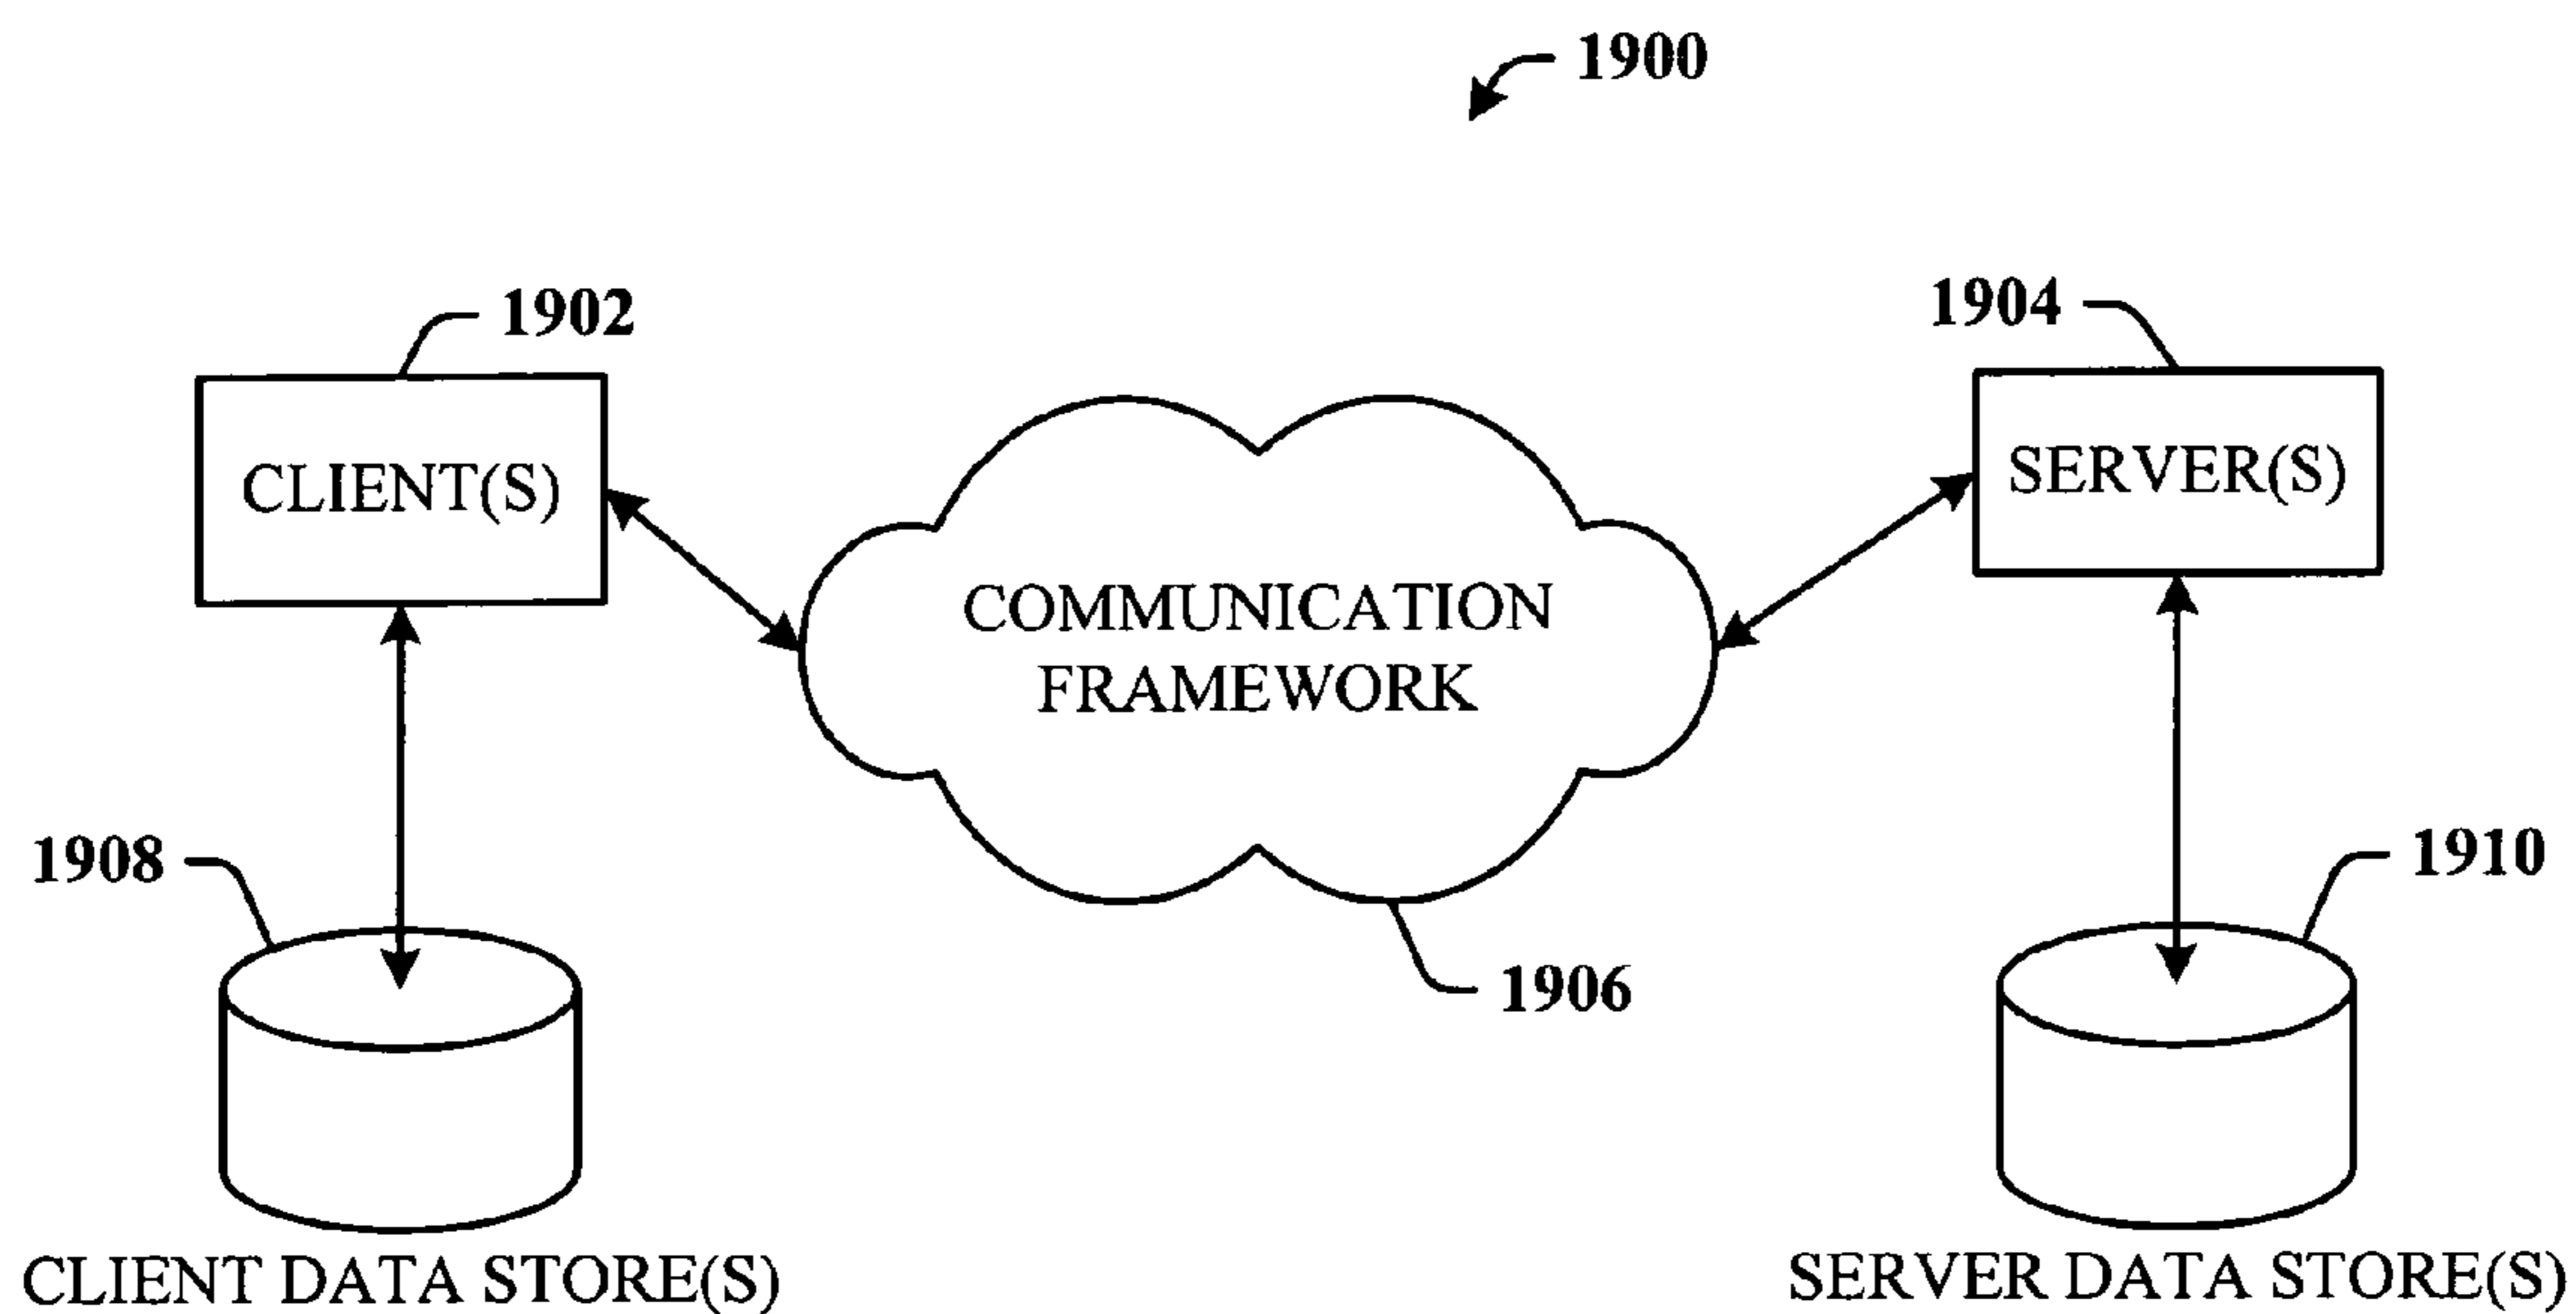 1900
1902
1904
CLIENT(S)
SERVER(S)
COMMUNICATION
FRAMEWORK
1908
1910
1906
CLIENT DATA STORE(S)
SERVER DATA STORE(S)